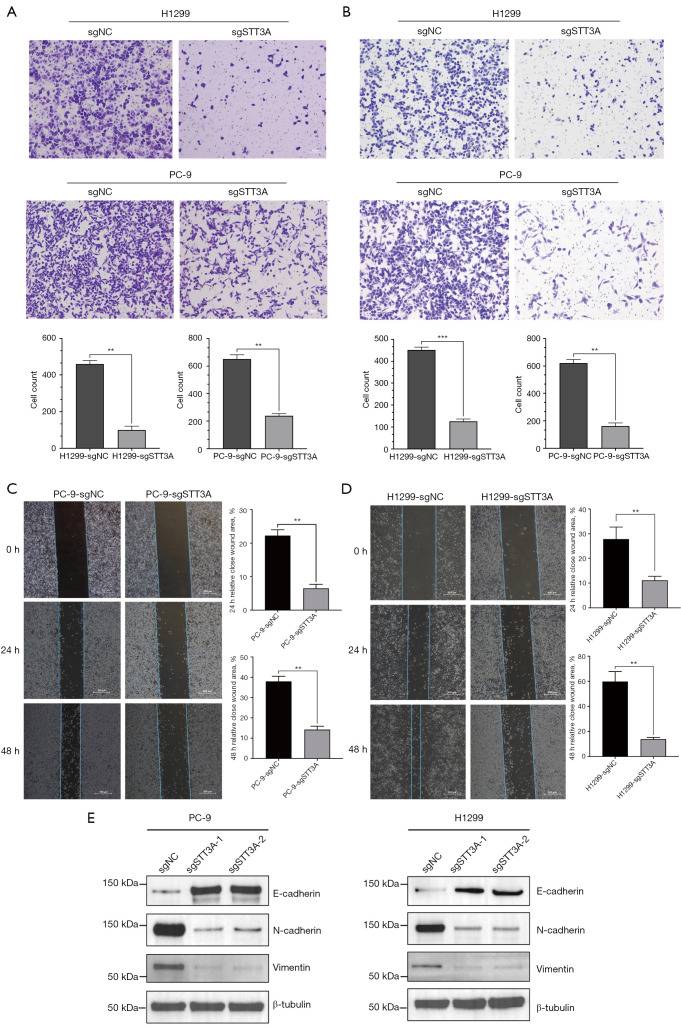 A
H1299
sgNC sgSTT3A
PC-9
sgNC sgSTT3A
Cell count
600
400
200
0
**
H1299-sgNC H1299-sgSTT3A
800
600
400
200
0
**
PC-9-sgNC PC-9-sgSTT3A
B
H1299
sgNC sgSTT3A
PC-9
sgNC sgSTT3A
Cell count
500
400
300
200
100
0
***
H1299-sgNC H1299-sgSTT3A
800
600
400
200
0
**
PC-9-sgNC PC-9-sgSTT3A
C
PC-9-sgNC PC-9-sgSTT3A
0 h
24 h
48 h
24 h relative close wound area, %
30
20
10
0
**
PC-9-sgNC
PC-9-sgSTT3A
48 h relative close wound area, %
50
40
30
20
10
0
**
PC-9-sgNC
PC-9-sgSTT3A
D
H1299-sgNC H1299-sgSTT3A
0 h
24 h
48 h
24 h relative close wound area, %
40
30
20
10
0
**
H1299-sgNC
H1299-sgSTT3A
48 h relative close wound area, %
80
60
40
20
0
**
H1299-sgNC
H1299-sgSTT3A
E
PC-9
sgNC sgSTT3A-1 sgSTT3A-2
150 kDa E-cadherin
150 kDa N-cadherin
50 kDa Vimentin
50 kDa β-tubulin
H1299
sgNC sgSTT3A-1 sgSTT3A-2
150 kDa E-cadherin
150 kDa N-cadherin
50 kDa Vimentin
50 kDa β-tubulin